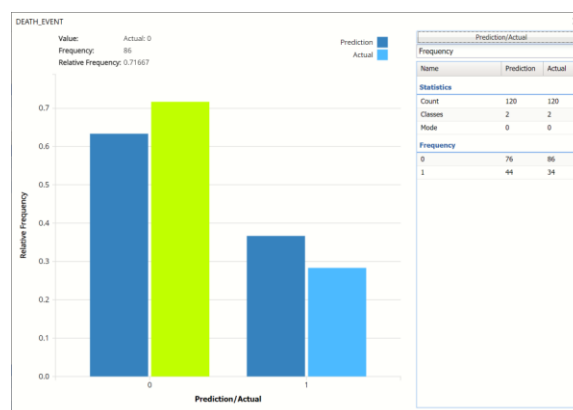 DEATH_EVENT
Value: Actual: 0
Frequency: 86
Relative Frequency: 0.71667
Prediction
Actual
0.7
0.6
0.5
0.4
0.3
0.2
0.1
0.0
Relative Frequency
0 1
Prediction/Actual
Prediction/Actual
Frequency
Name Prediction Actual
Statistics
Count 120 120
Classes 2 2
Mode 0 0
Frequency
0 76 86
1 44 34